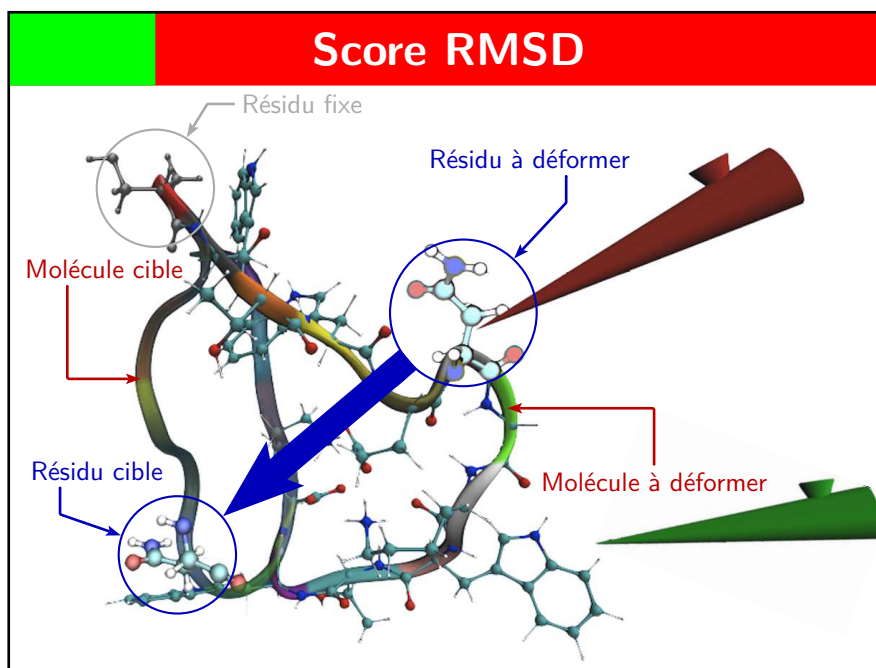 Score RMSD
Résidu fixe
Résidu à déformer
Molécule cible
Résidu cible
Molécule à déformer